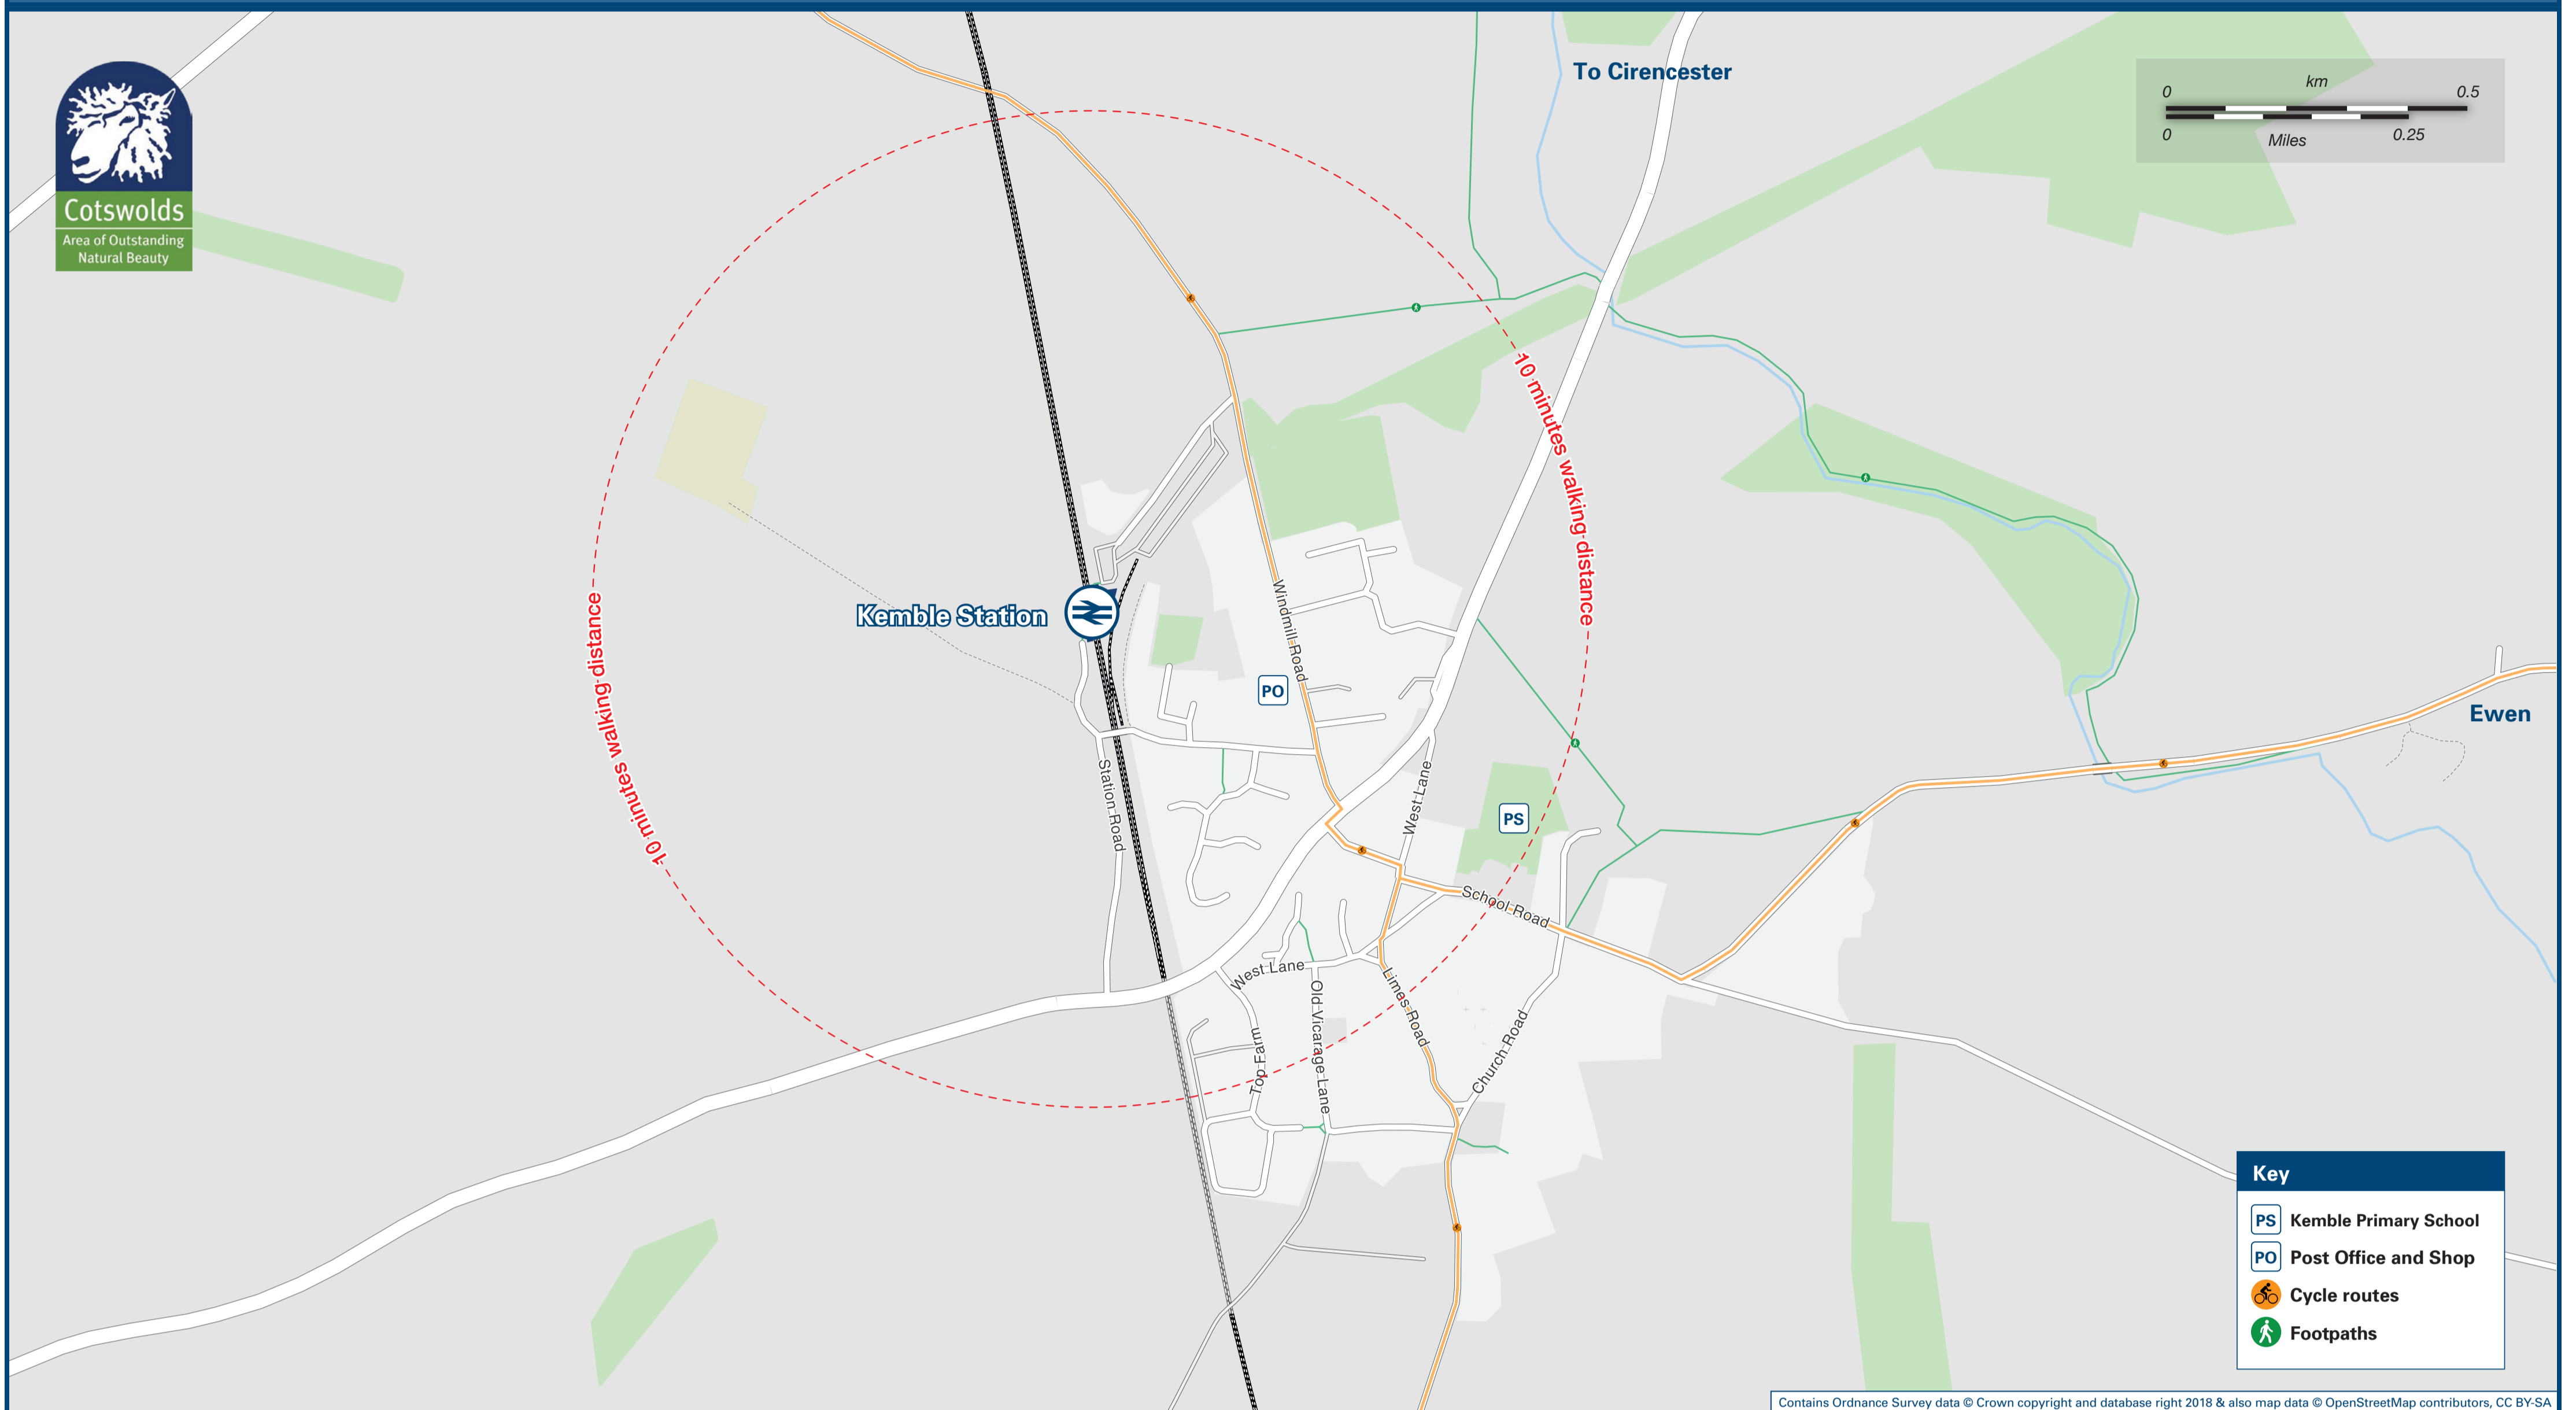 To Cirencester
km
0
0.5
0
0.25
Miles
Cotswolds
Area of Outstanding
Natural Beauty
10 minutes walking distance
Windmill Road
Kemble Station
10 minutes walking distance
PO
Ewen
Station Road
West Lane
PS
School Road
West Lane
Limes Road
Old Vicarage Lane
Top Farm
Church Road
Key
PS Kemble Primary School
PO Post Office and Shop
Cycle routes
Footpaths
Contains Ordnance Survey data © Crown copyright and database right 2018 & also map data © OpenStreetMap contributors, CC BY-SA